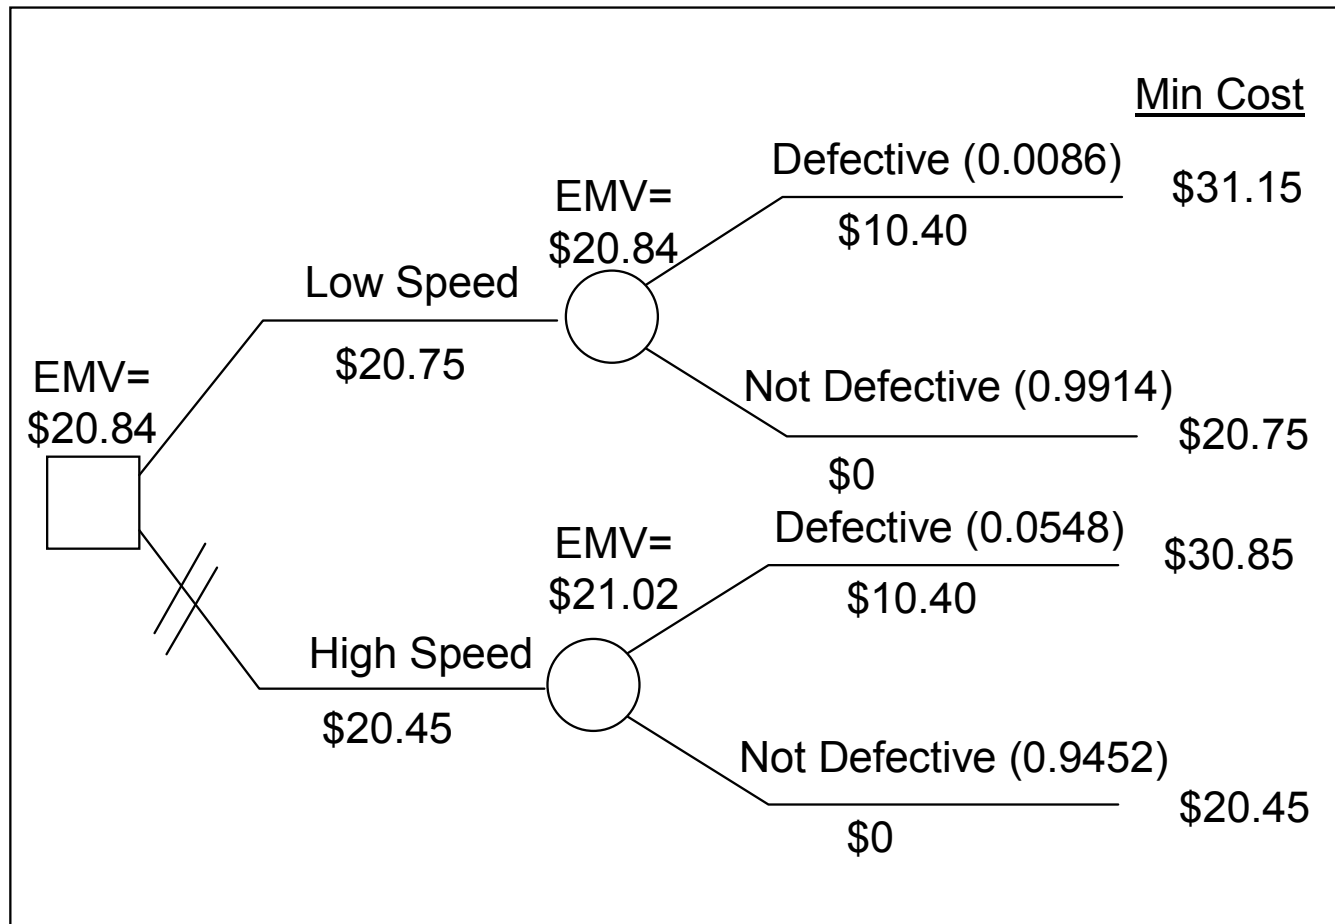 Min Cost
Defective (0.0086)
$31.15
EMV=
$20.84
$10.40
Low Speed
$20.75
EMV=
$20.84
Not Defective (0.9914)
$20.75
$0
Defective (0.0548)
$30.85
EMV=
$21.02
$10.40
High Speed
$20.45
Not Defective (0.9452)
$20.45
$0